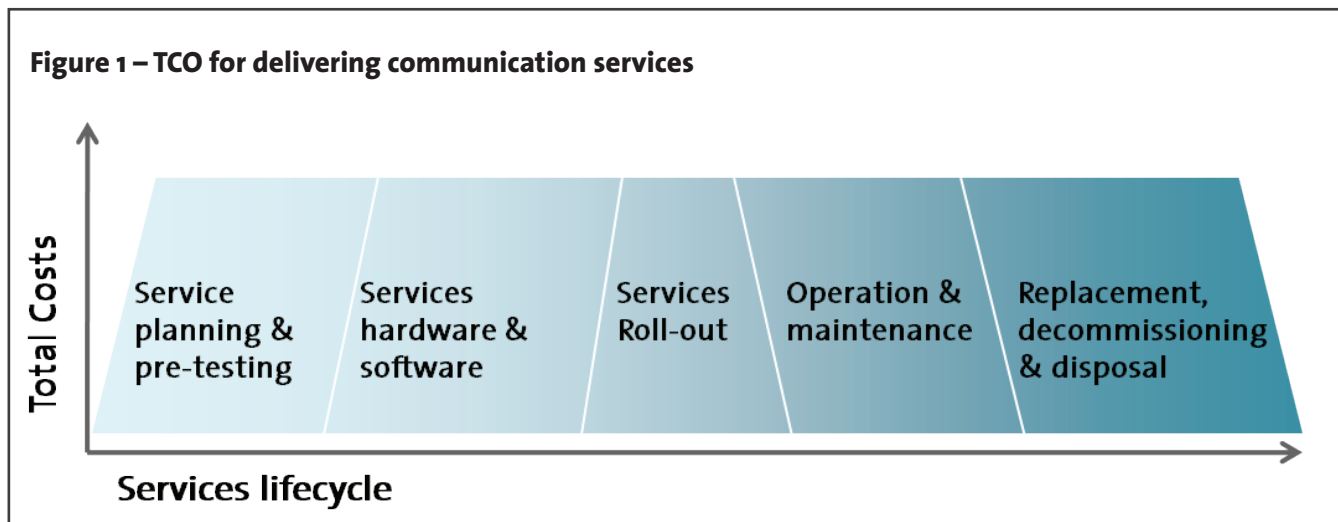 Figure 1 – TCO for delivering communication services
Total Costs
Service
planning &
pre-testing
Services
hardware &
software
Services
Roll-out
Operation &
maintenance
Replacement,
decommissioning
& disposal
Services lifecycle